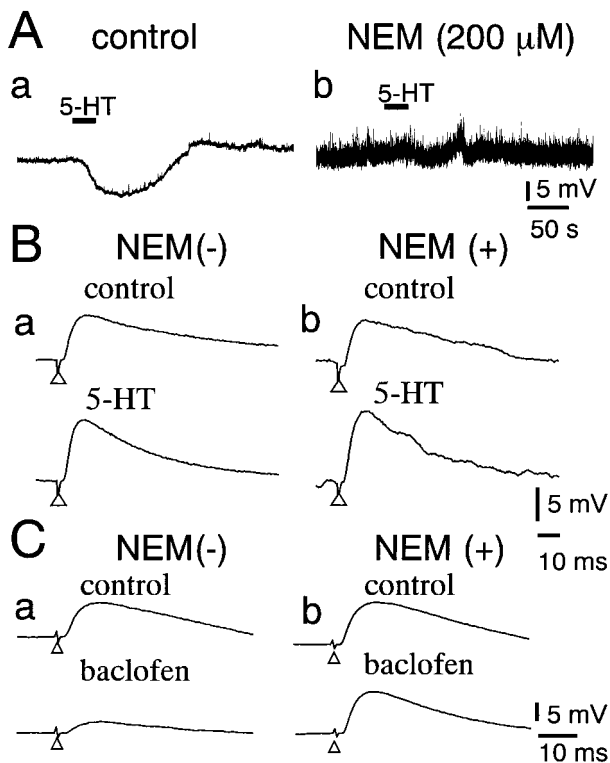 A control NEM (200 μM)
a b
5-HT 5-HT
5 mV
50 s
B NEM(-) NEM (+)
control control
a b
5-HT 5-HT
5 mV
10 ms
C NEM(-) NEM (+)
control control
a b
baclofen baclofen
5 mV
10 ms